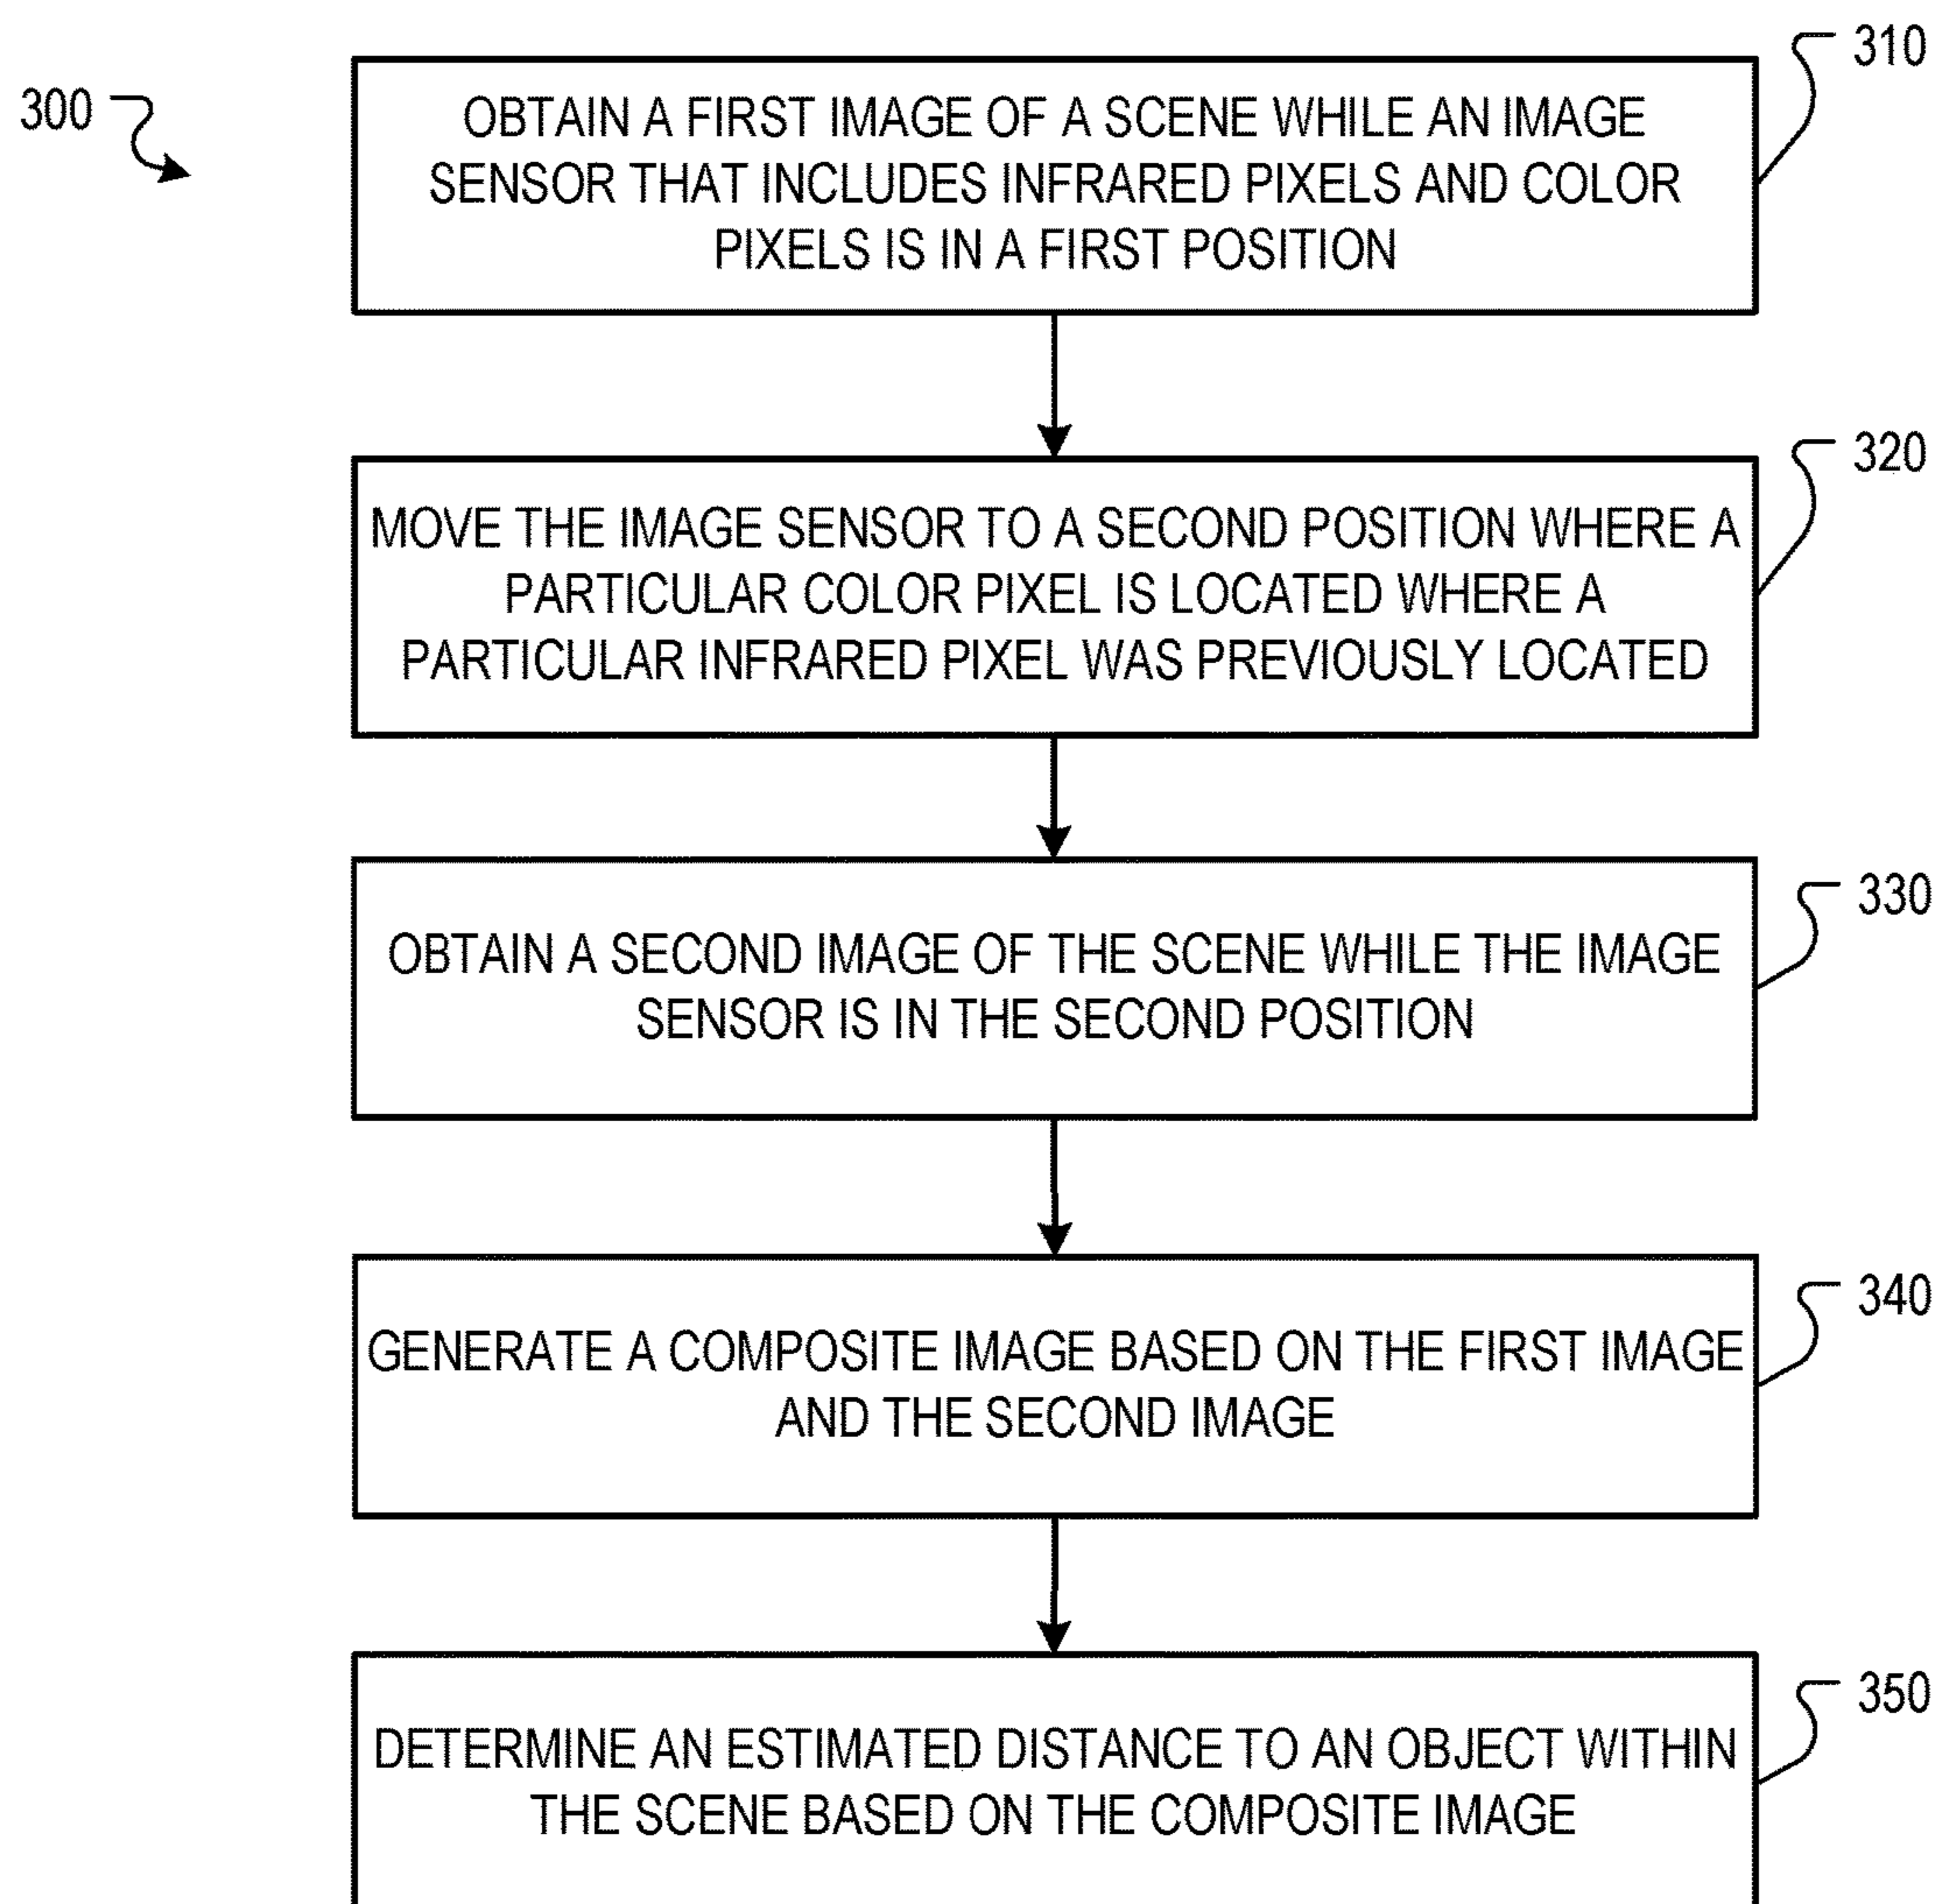 300
310
OBTAIN A FIRST IMAGE OF A SCENE WHILE AN IMAGE
SENSOR THAT INCLUDES INFRARED PIXELS AND COLOR
PIXELS IS IN A FIRST POSITION
320
MOVE THE IMAGE SENSOR TO A SECOND POSITION WHERE A
PARTICULAR COLOR PIXEL IS LOCATED WHERE A
PARTICULAR INFRARED PIXEL WAS PREVIOUSLY LOCATED
330
OBTAIN A SECOND IMAGE OF THE SCENE WHILE THE IMAGE
SENSOR IS IN THE SECOND POSITION
340
GENERATE A COMPOSITE IMAGE BASED ON THE FIRST IMAGE
AND THE SECOND IMAGE
350
DETERMINE AN ESTIMATED DISTANCE TO AN OBJECT WITHIN
THE SCENE BASED ON THE COMPOSITE IMAGE